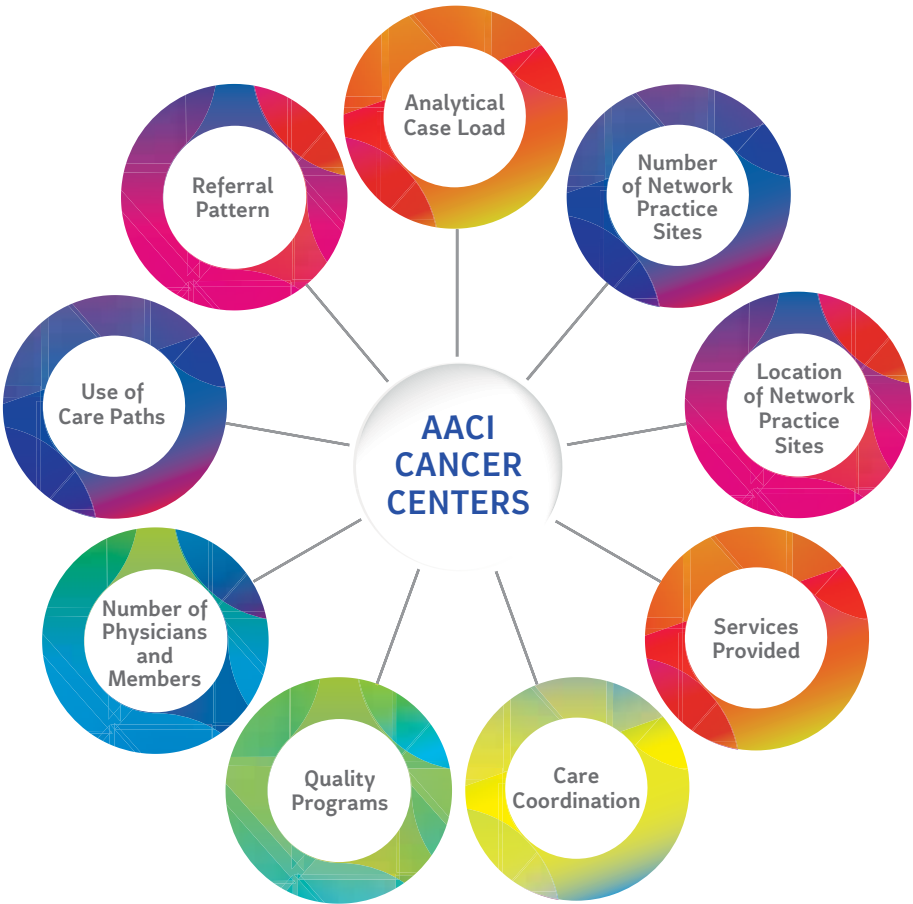 Analytical
Case Load
Number
of Network
Practice
Sites
Location
of Network
Practice
Sites
Services
Provided
Care
Coordination
Quality
Programs
Number of
Physicians
and
Members
Use of
Care Paths
Referral
Pattern
AACI
CANCER
CENTERS